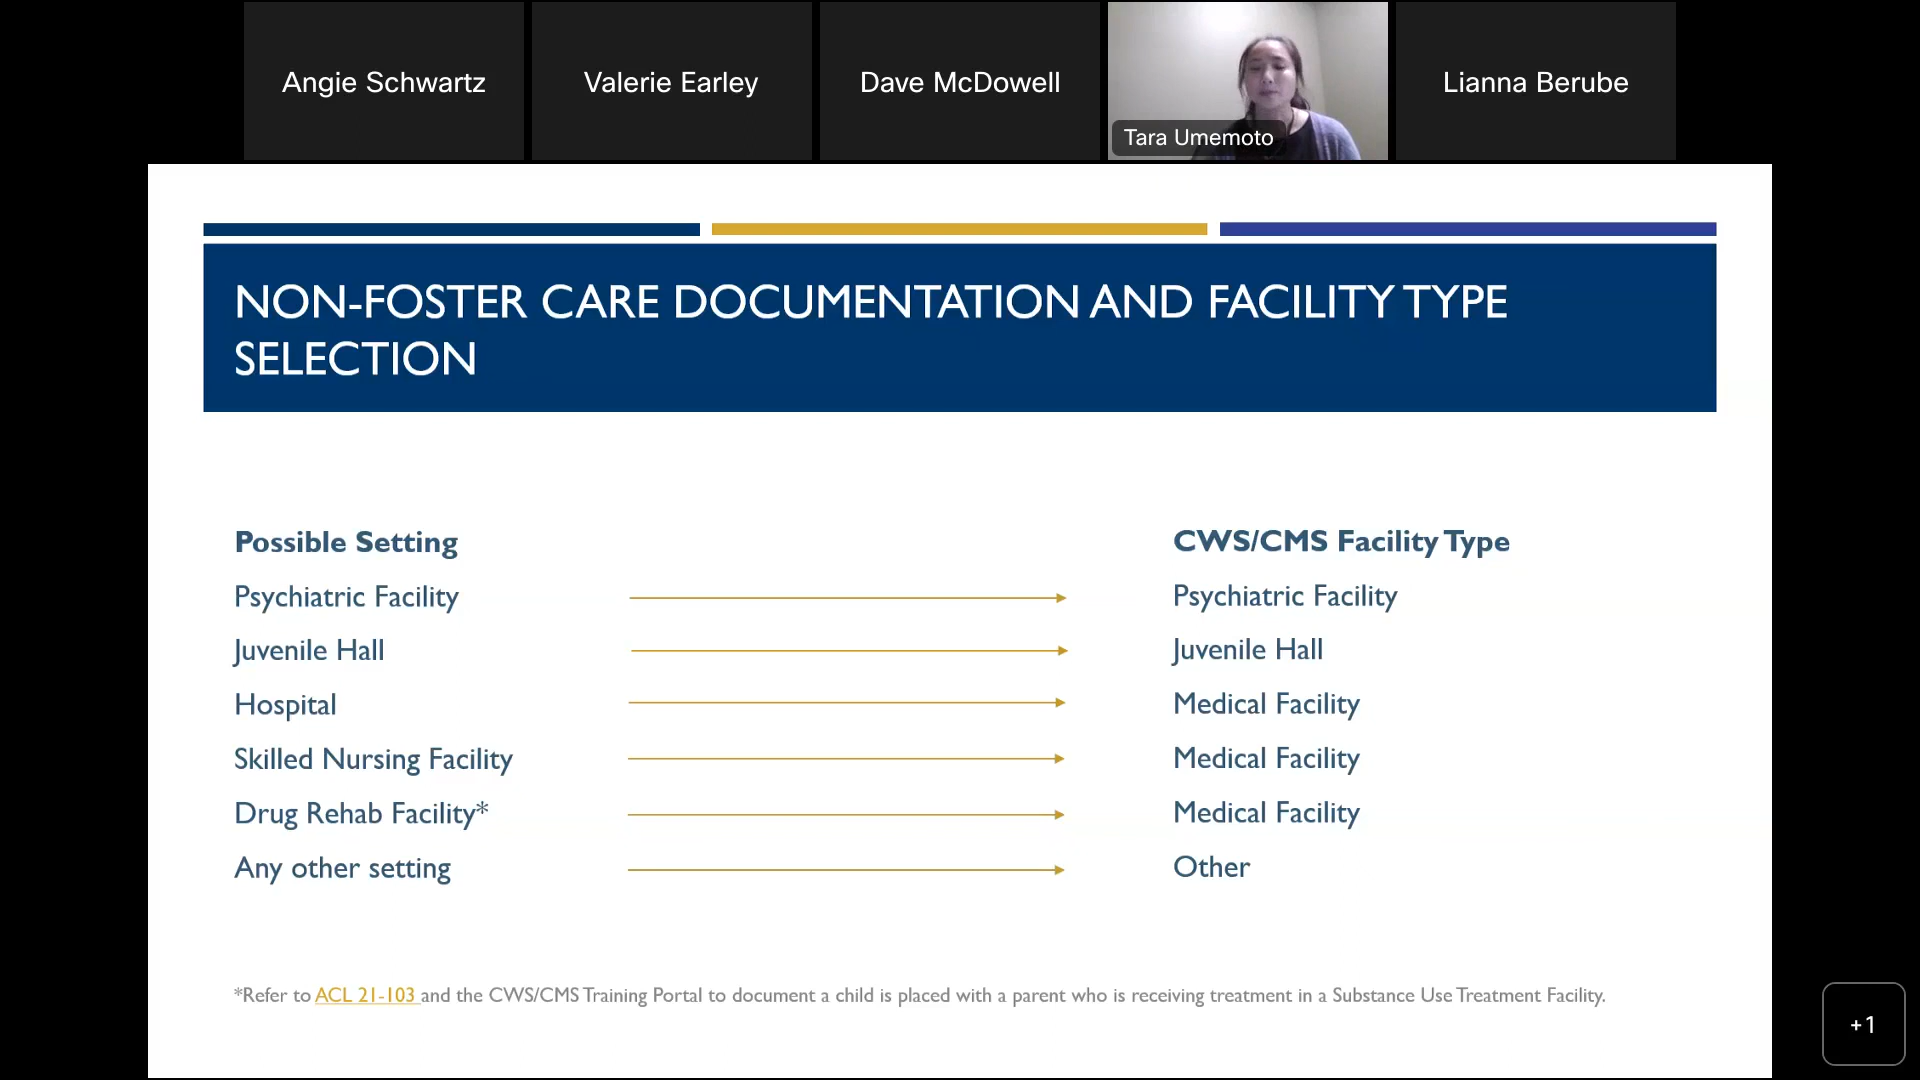 Angie Schwartz
Valerie Earley
Dave McDowell
Tara Umemoto
Lianna Berube
NON-FOSTER CARE DOCUMENTATION AND FACILITY TYPE
SELECTION
Possible Setting
CWS/CMS Facility Type
Psychiatric Facility
Psychiatric Facility
Juvenile Hall
Juvenile Hall
Hospital
Medical Facility
Skilled Nursing Facility
Medical Facility
Drug Rehab Facility*
Medical Facility
Any other setting
Other
*Refer to ACL 21-103 and the CWS/CMS Training Portal to document a child is placed with a parent who is receiving treatment in a Substance Use Treatment Facility.
+1